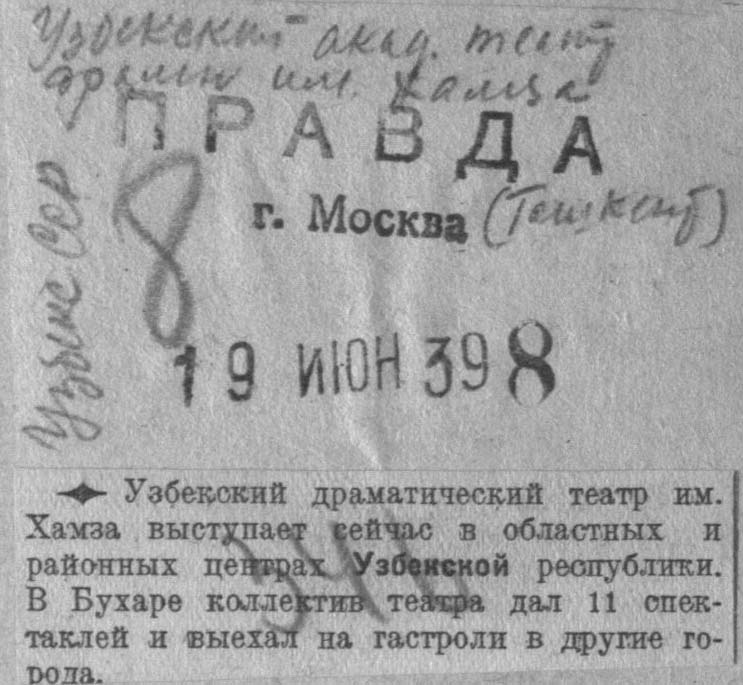 Узбекский акад. театр
драмы им. Хамза
ПРАВДА
г. Москва (Ташкент)
Узбекс ССР
8
19 ИЮН 39 8
Узбекский драматический театр им.
Хамза выступает сейчас в областных и
районных центрах Узбекской республики.
В Бухаре коллектив театра дал 11 спек-
таклей и выехал на гастроли в другие го-
рода.